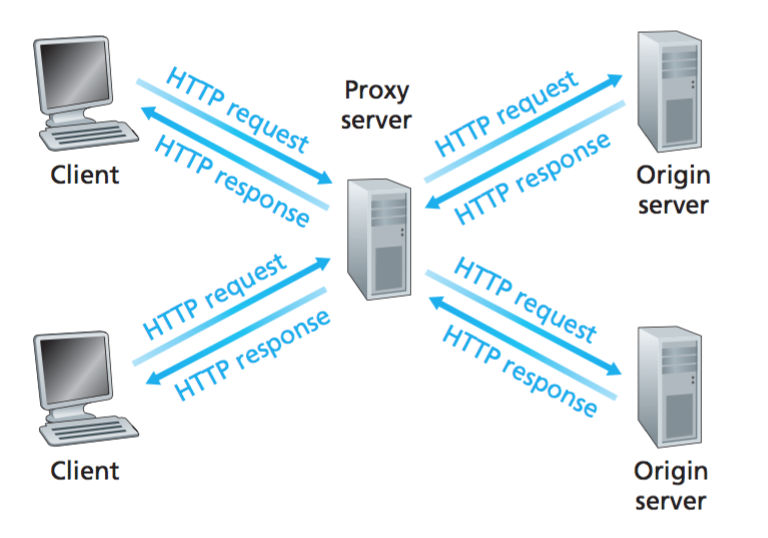 HTTP request
HTTP response
Client
Proxy
server
HTTP request
HTTP response
Origin
server
HTTP request
HTTP response
Client
HTTP request
HTTP response
Origin
server